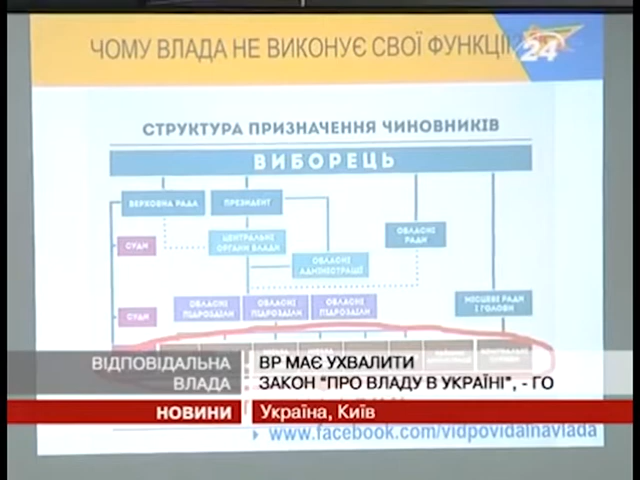 ЧОМУ ВЛАДА НЕ ВИКОНУЄ СВОЇ ФУНКЦІЇ?
24
СТРУКТУРА ПРИЗНАЧЕННЯ ЧИНОВНИКІВ
ВИБОРЕЦЬ
ВЕРХОВНА РАДА
ПРЕЗИДЕНТ
ОБЛАСНІ РАДИ
СУДИ
ЦЕНТРАЛЬНІ ОРГАНИ ВЛАДИ
ОБЛАСНІ АДМІНІСТРАЦІЇ
СУДИ
ОБЛАСНІ ПІДРОЗДІЛИ
ОБЛАСНІ ПІДРОЗДІЛИ
ОБЛАСНІ ПІДРОЗДІЛИ
МІСЦЕВІ РАДИ І ГОЛОВИ
ВІДПОВІДАЛЬНА ВЛАДА
ВР МАЄ УХВАЛИТИ
ЗАКОН "ПРО ВЛАДУ В УКРАЇНІ", - ГО
НОВИНИ
Україна, Київ
www.facebook.com/vidpovidalnavlada